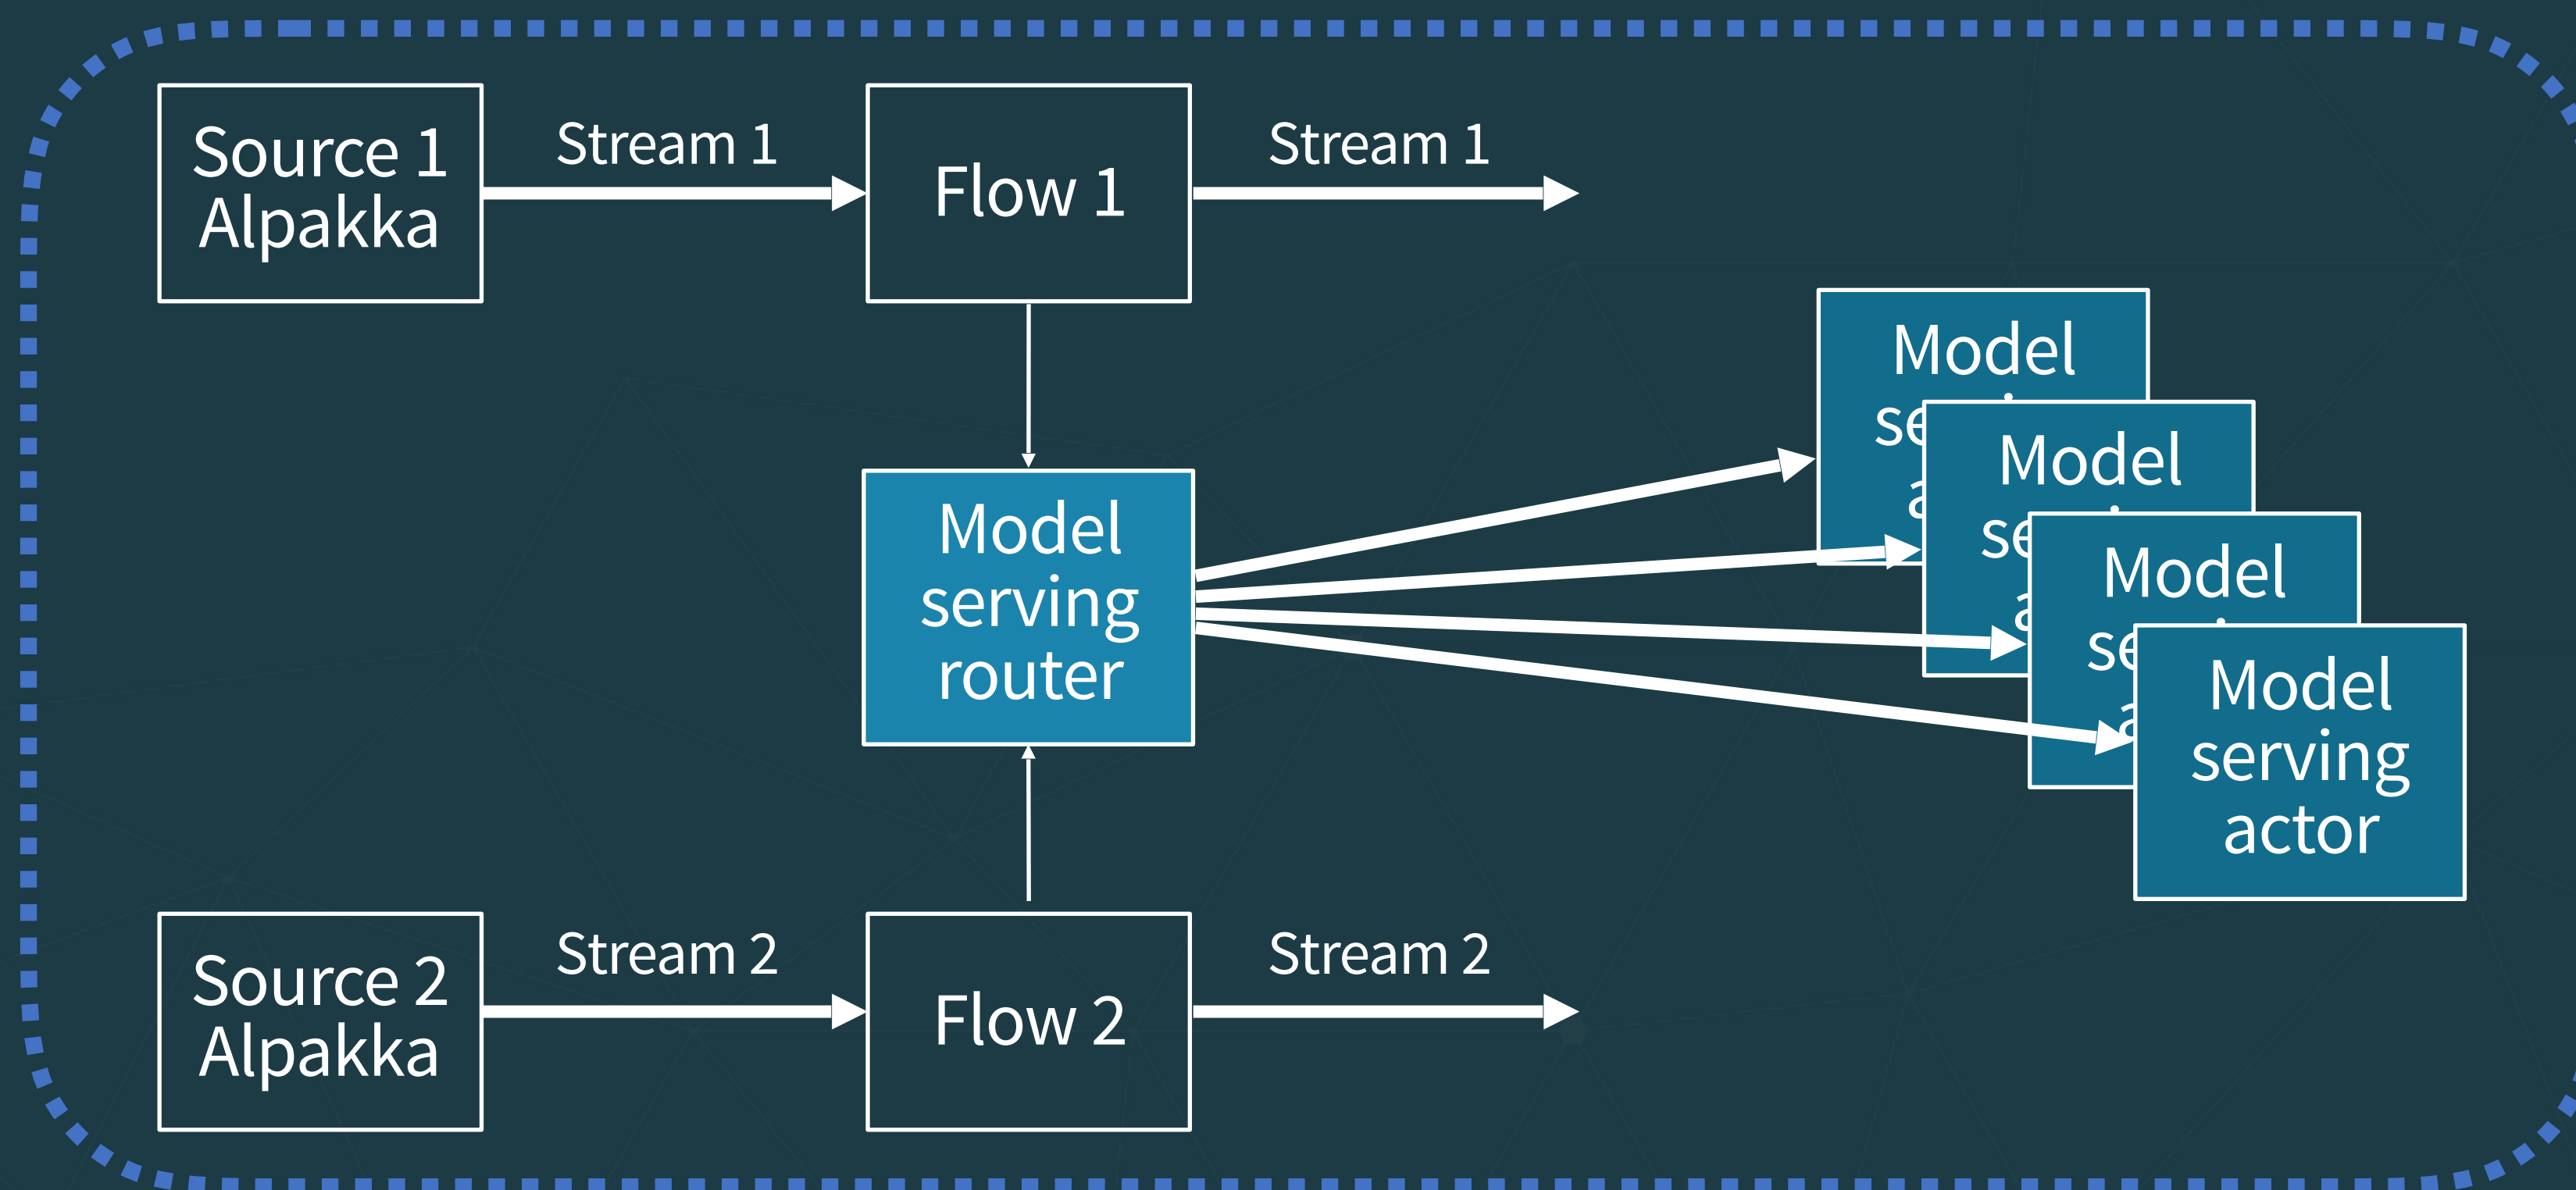 Source 1
Alpakka
Stream 1
Flow 1
Stream 1
Model
serving
router
Model
Model
Model
Model
serving
actor
Source 2
Alpakka
Stream 2
Flow 2
Stream 2